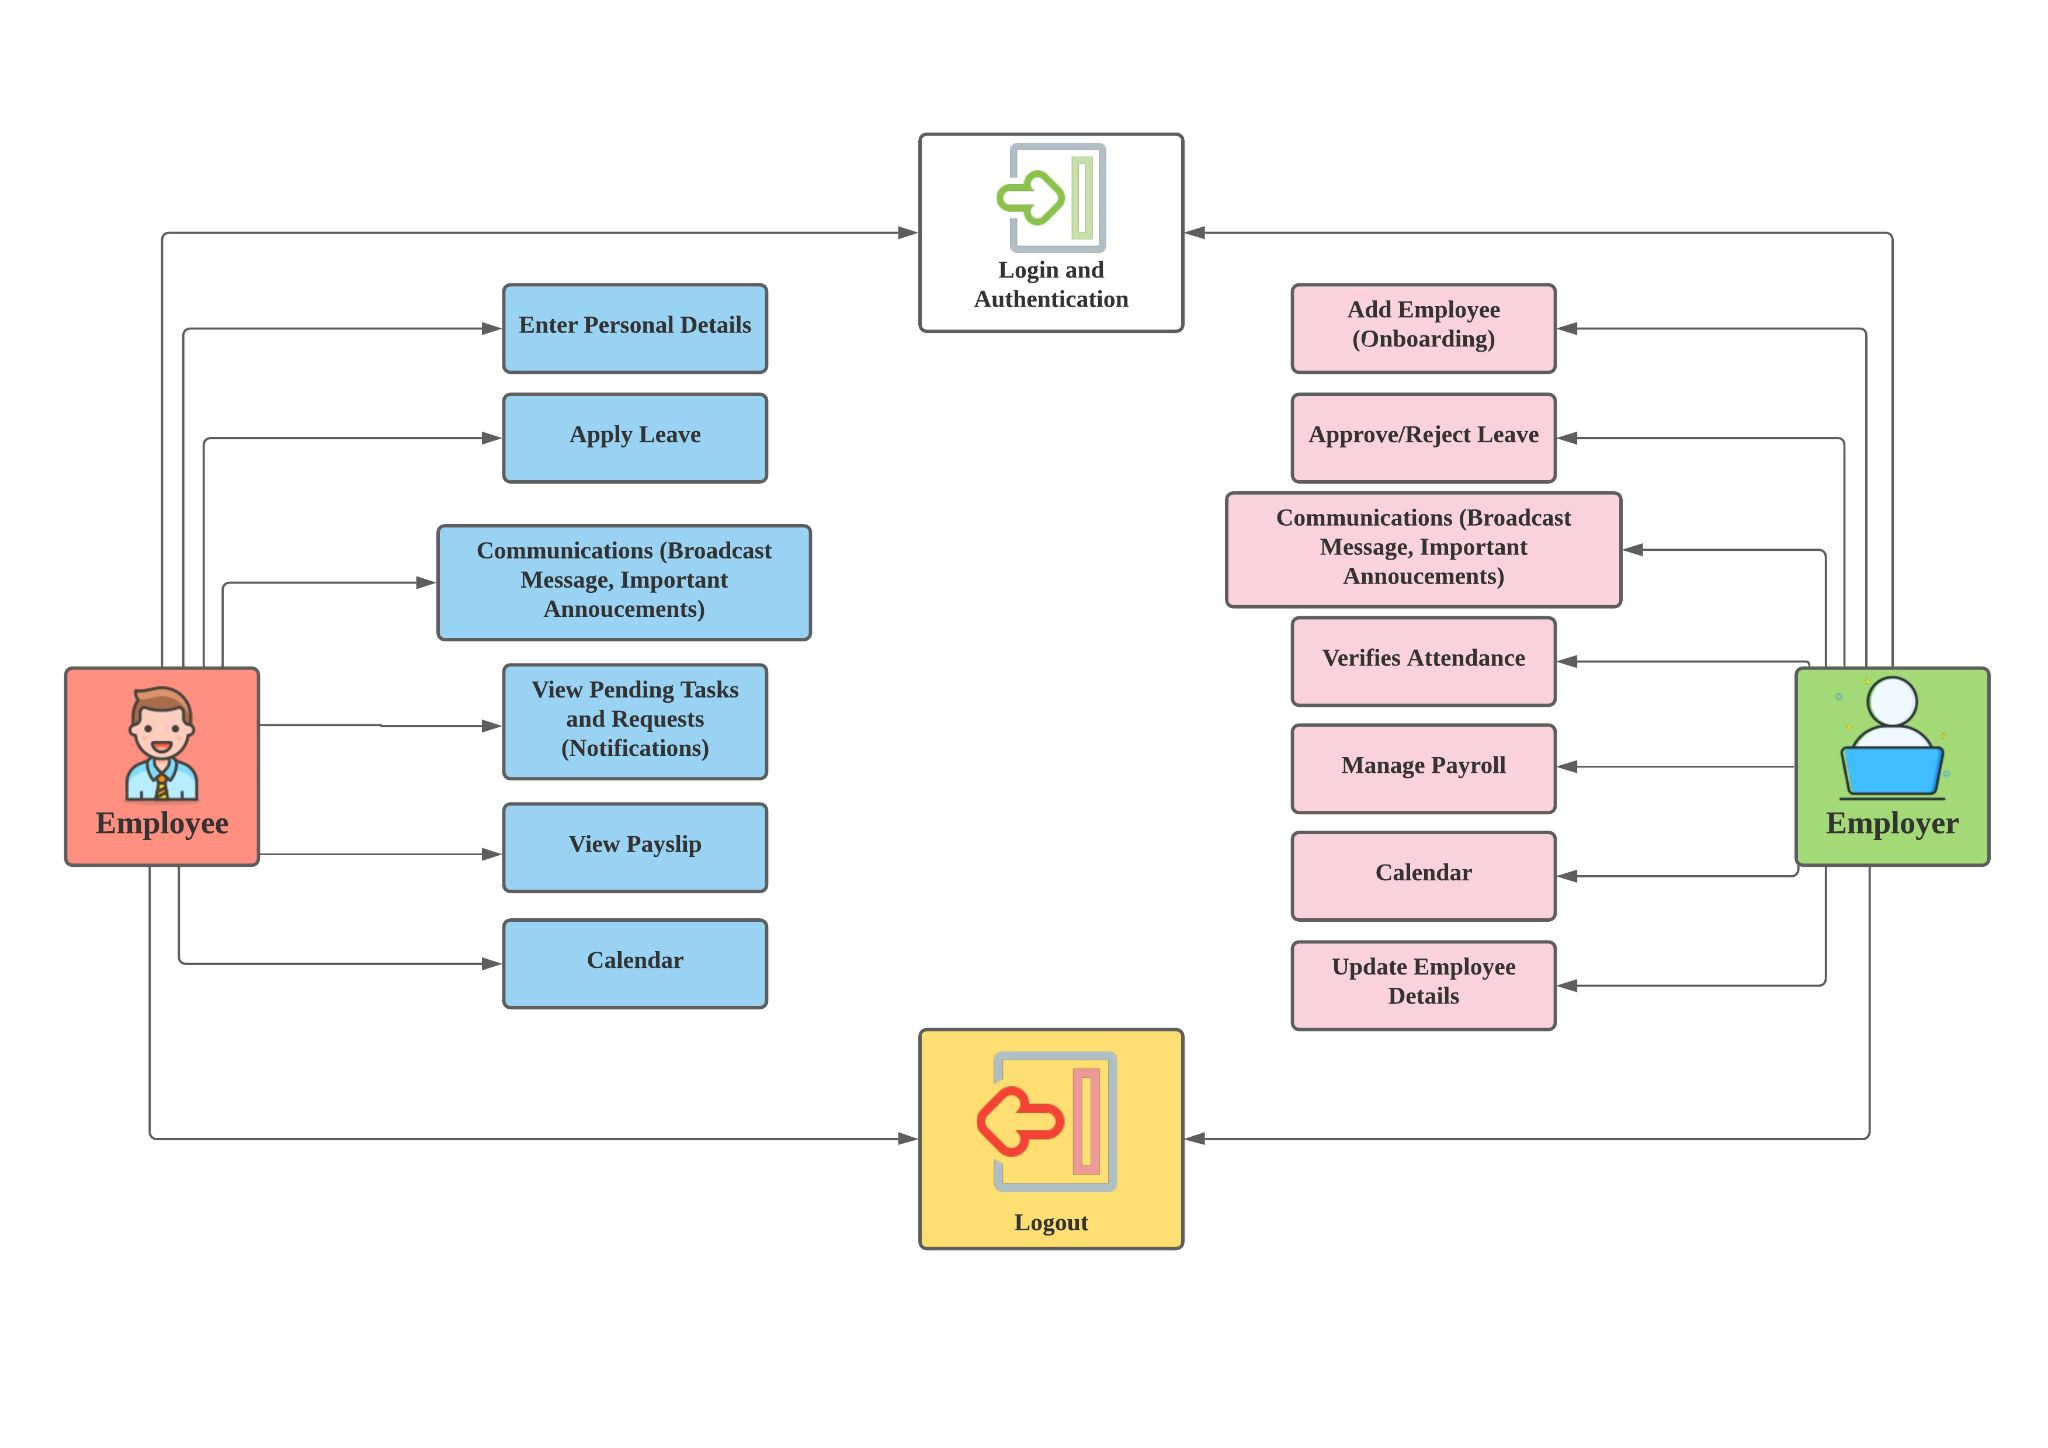 Login and
Authentication
Enter Personal Details
Apply Leave
Communications (Broadcast
Message, Important
Annoucements)
View Pending Tasks
and Requests
(Notifications)
View Payslip
Calendar
Employee
Add Employee
(Onboarding)
Approve/Reject Leave
Communications (Broadcast
Message, Important
Annoucements)
Verifies Attendance
Manage Payroll
Calendar
Update Employee
Details
Employer
Logout